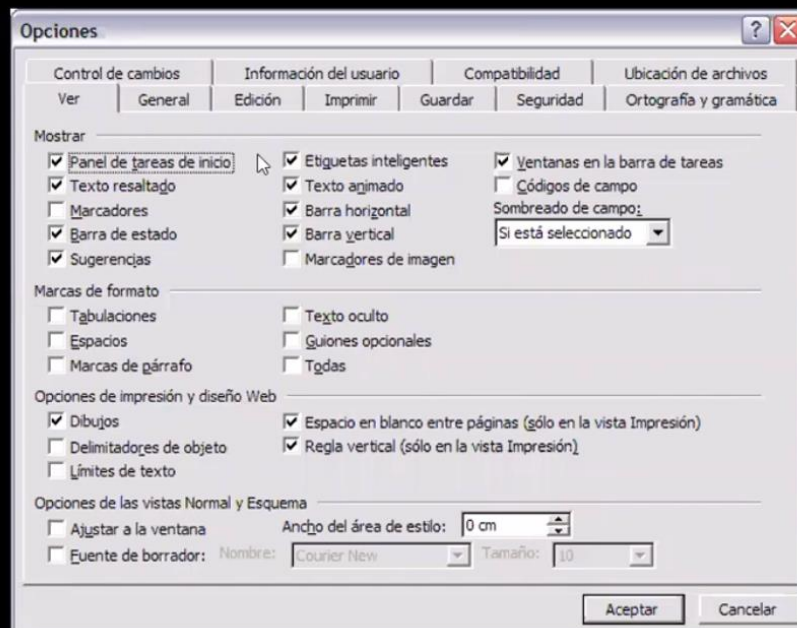 Opciones
Control de cambios Información del usuario Compatibilidad Ubicación de archivos
Ver General Edición Imprimir Guardar Seguridad Ortografía y gramática
Mostrar
Panel de tareas de inicio Etiquetas inteligentes Ventanas en la barra de tareas
Texto resaltado Texto animado Códigos de campo
Marcadores Barra horizontal Sombreado de campo:
Barra de estado Barra vertical Si está seleccionado
Sugerencias Marcadores de imagen
Marcas de formato
Tabulaciones Texto oculto
Espacios Guiones opcionales
Marcas de párrafo Todas
Opciones de impresión y diseño Web
Dibujos Espacio en blanco entre páginas (sólo en la vista Impresión)
Delimitadores de objeto Regla vertical (sólo en la vista Impresión)
Límites de texto
Opciones de las vistas Normal y Esquema
Ajustar a la ventana Ancho del área de estilo: 0 cm
Fuente de borrador: Nombre: Courier New Tamaño: 10
Aceptar Cancelar